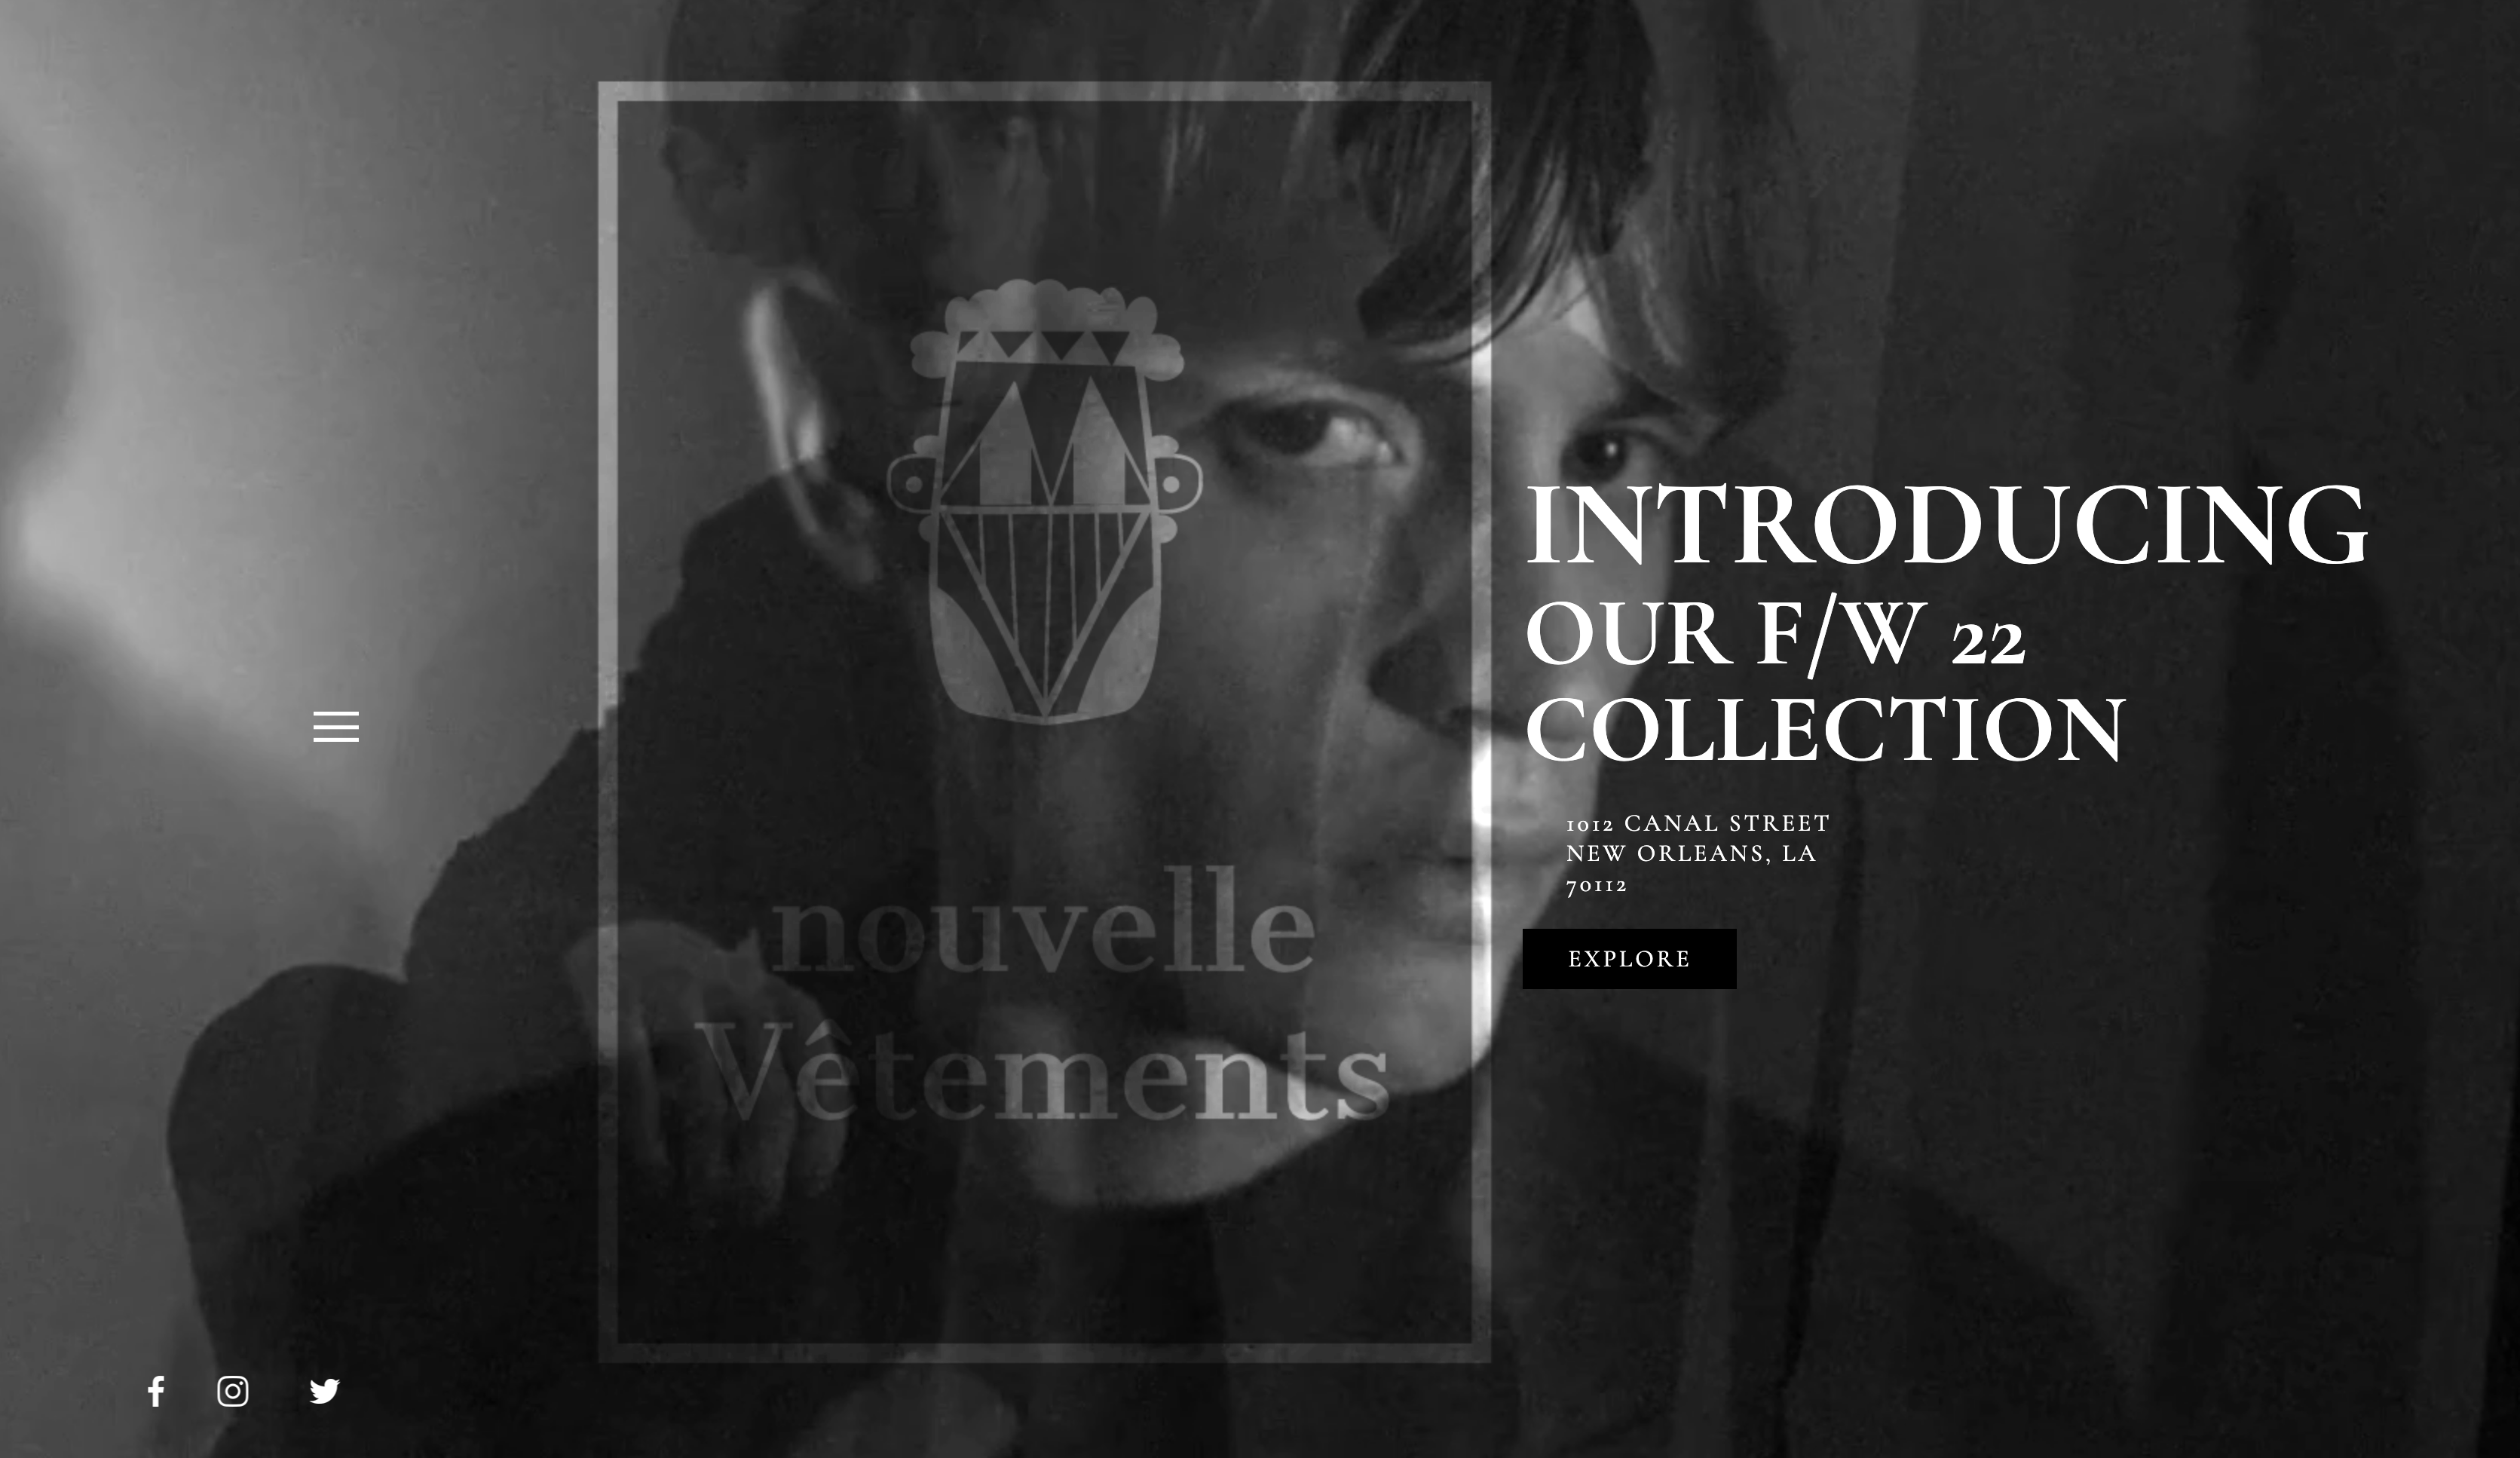 nouvelle
Vêtements
INTRODUCING
OUR F/W 22
COLLECTION
1012 CANAL STREET
NEW ORLEANS, LA
70112
EXPLORE